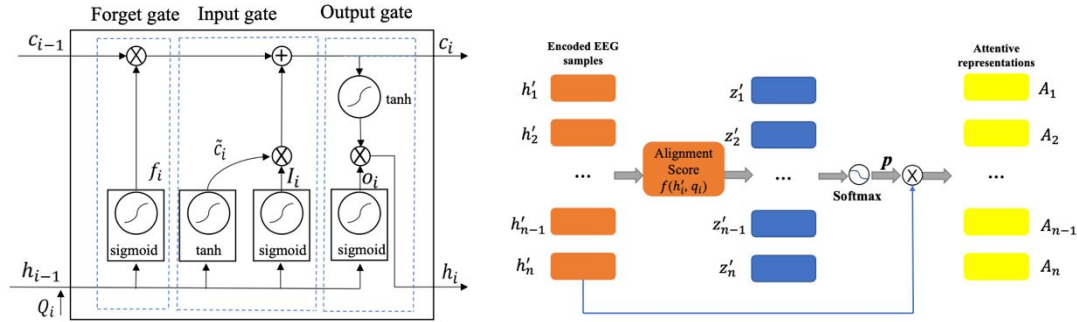 Forget gate
Input gate
Output gate
c_{i−1}
c_i
tanh
c̃_i
f_i
I_i
o_i
sigmoid
tanh
sigmoid
sigmoid
h_{i−1}
h_i
Q_i
Encoded EEG
samples
Attentive
representations
h′_1
z′_1
A_1
h′_2
z′_2
A_2
Alignment
Score
f(h′_i, q_i)
...
...
...
p
Softmax
h′_{n−1}
z′_{n−1}
A_{n−1}
h′_n
z′_n
A_n